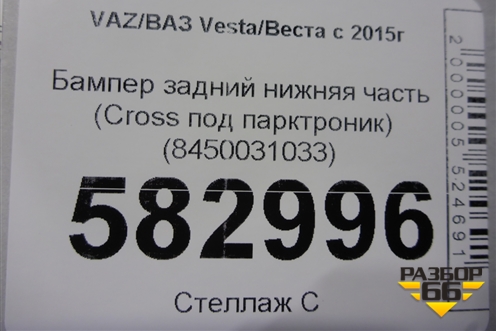 VAZ/ВАЗ Vesta/Веста с 2015г
Бампер задний нижняя часть
(Cross под парктроник)
(8450031033)
582996
Стеллаж С
2000005524691
РАЗБОР
66